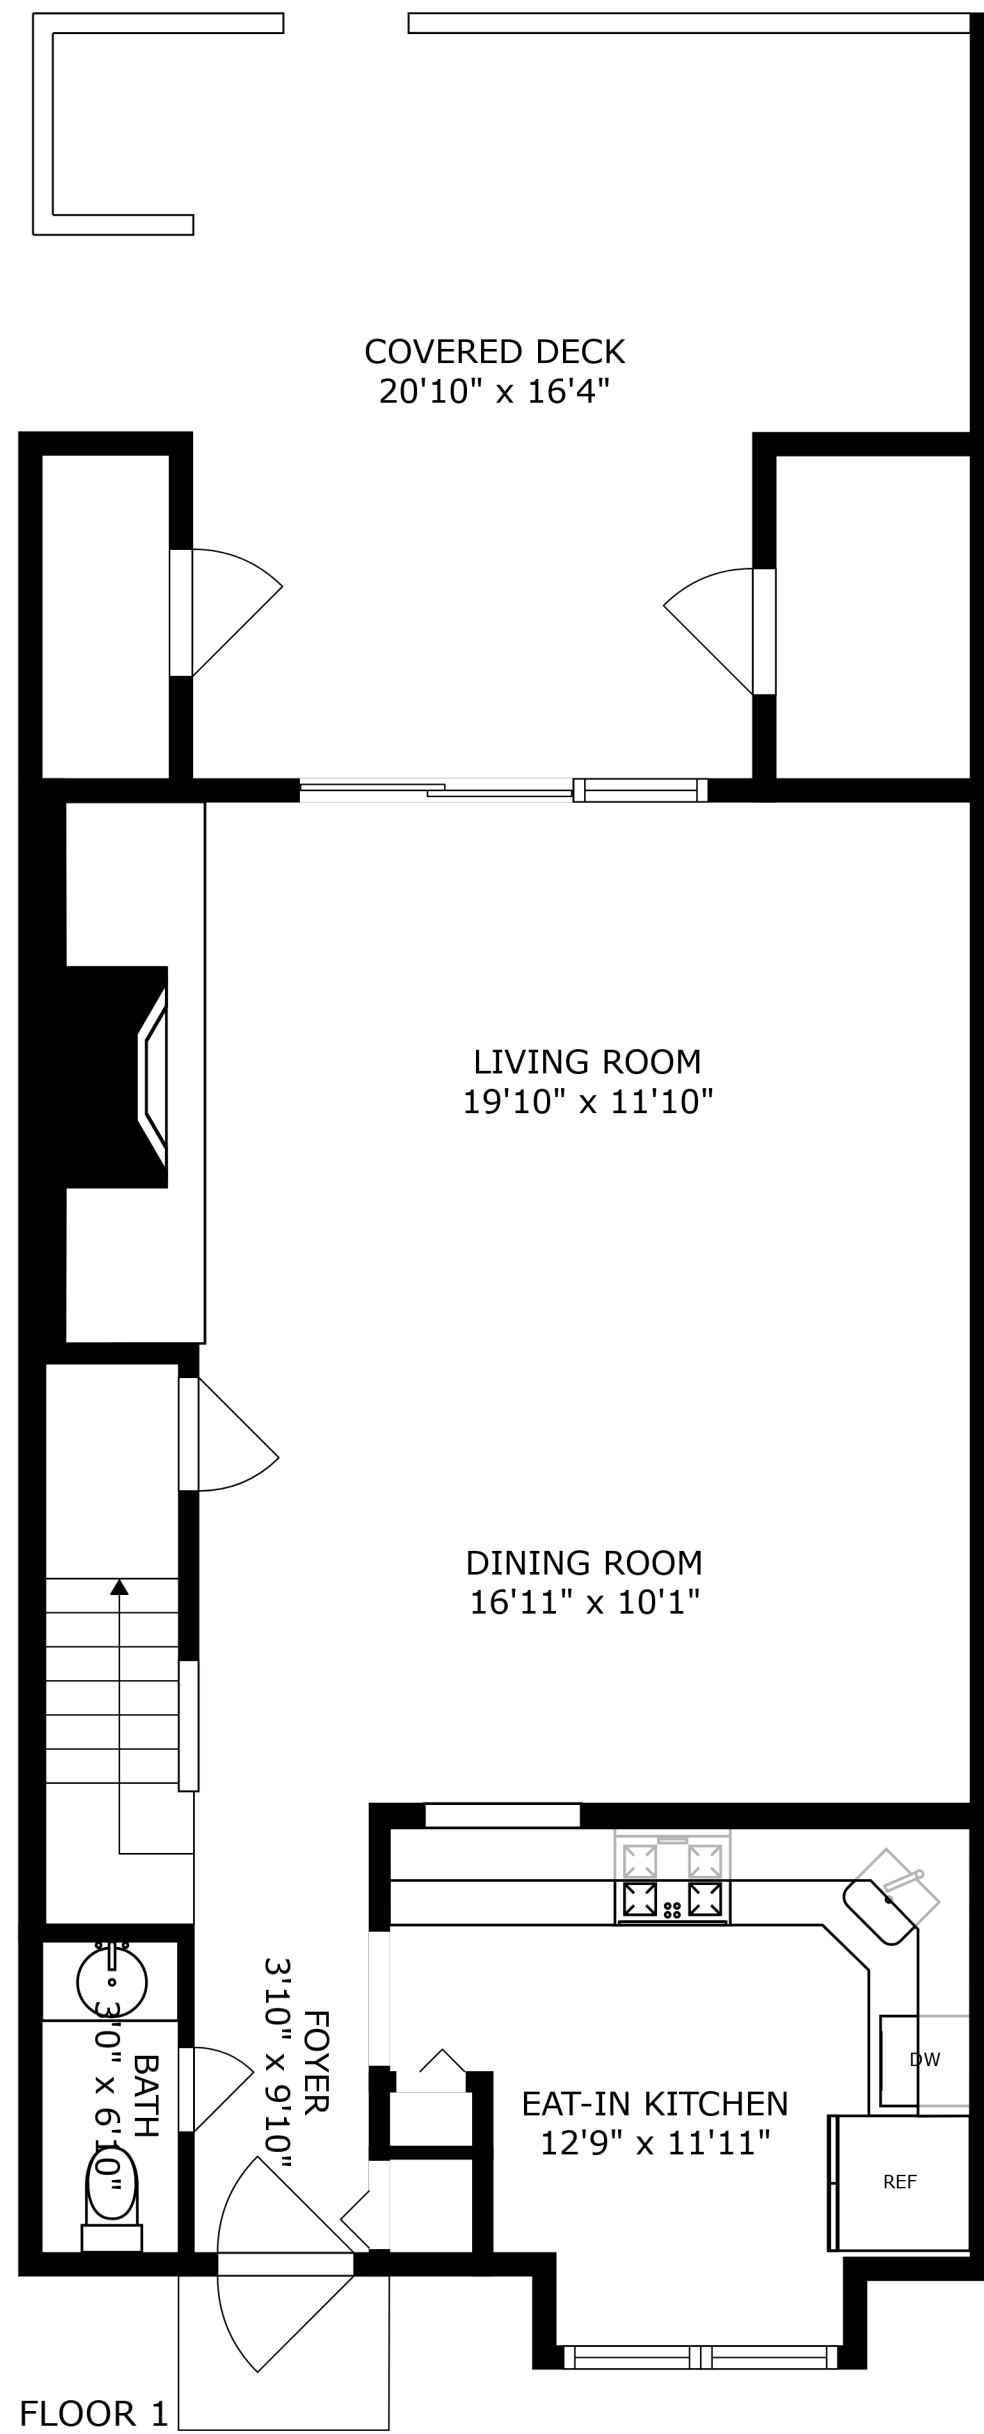 COVERED DECK
20'10" x 16'4"
LIVING ROOM
19'10" x 11'10"
DINING ROOM
16'11" x 10'1"
FOYER
3'10" x 9'10"
BATH
3'0" x 6'10"
DW
EAT-IN KITCHEN
12'9" x 11'11"
REF
FLOOR 1